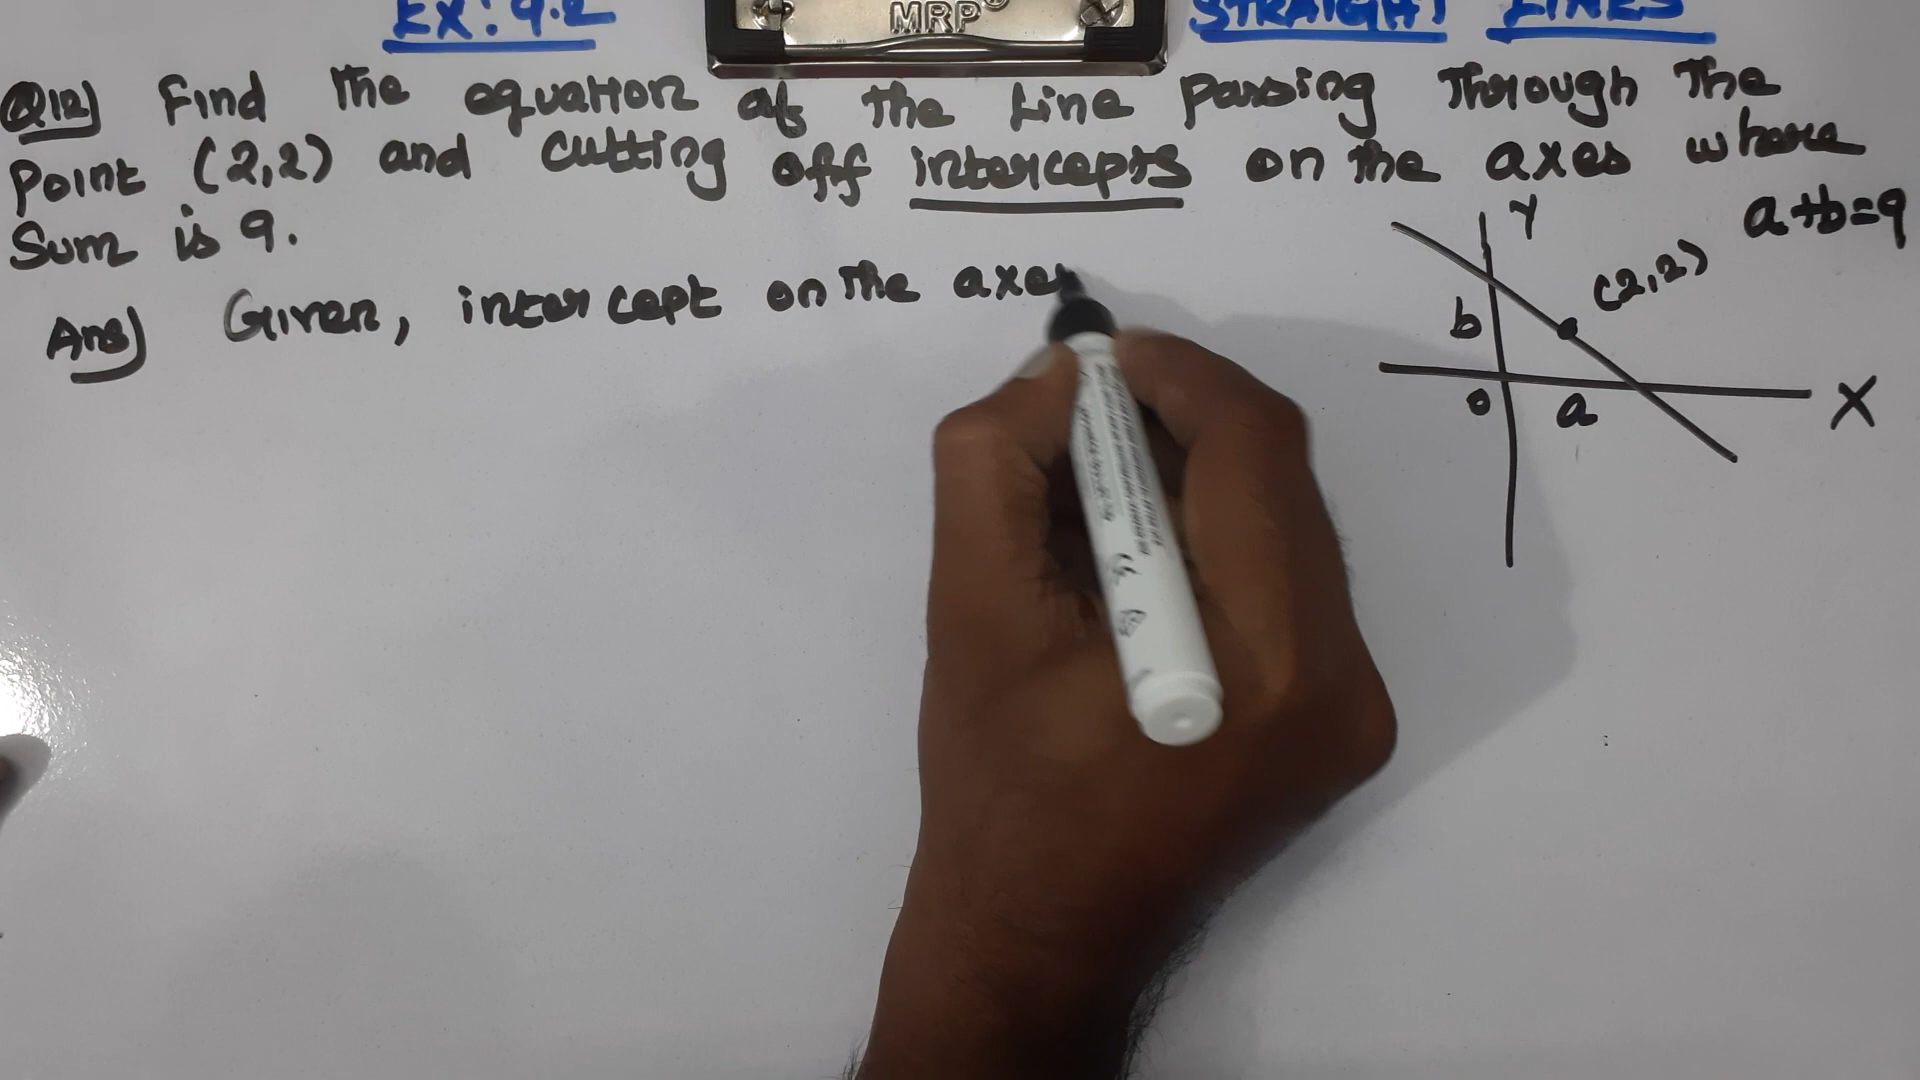 EX: 9.2
MRP®
STRAIGHT LINES
Q12) Find the equation of the line passing through the
point (2,2) and cutting off intercepts on the axes where
Sum is 9.
a+b=9
Y
(2,2)
b
o
a
X
Ans) Given, intercept on the axes